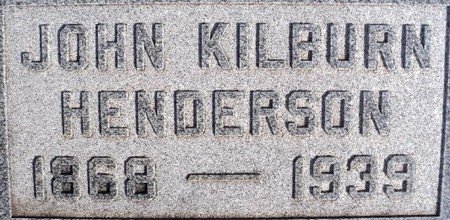 JOHN KILBURN
HENDERSON
1868 — 1939